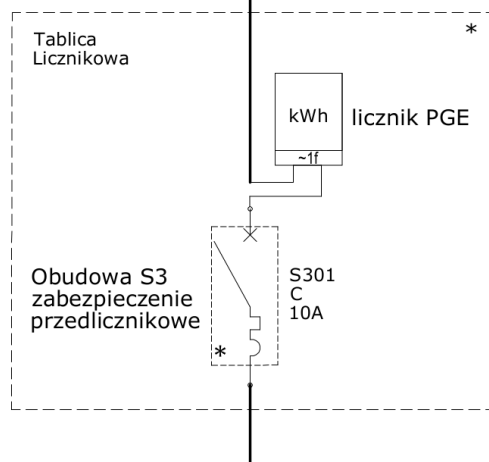 *
Tablica
Licznikowa
kWh
licznik PGE
~1f
Obudowa S3
zabezpieczenie
przedlicznikowe
*
S301
C
10A